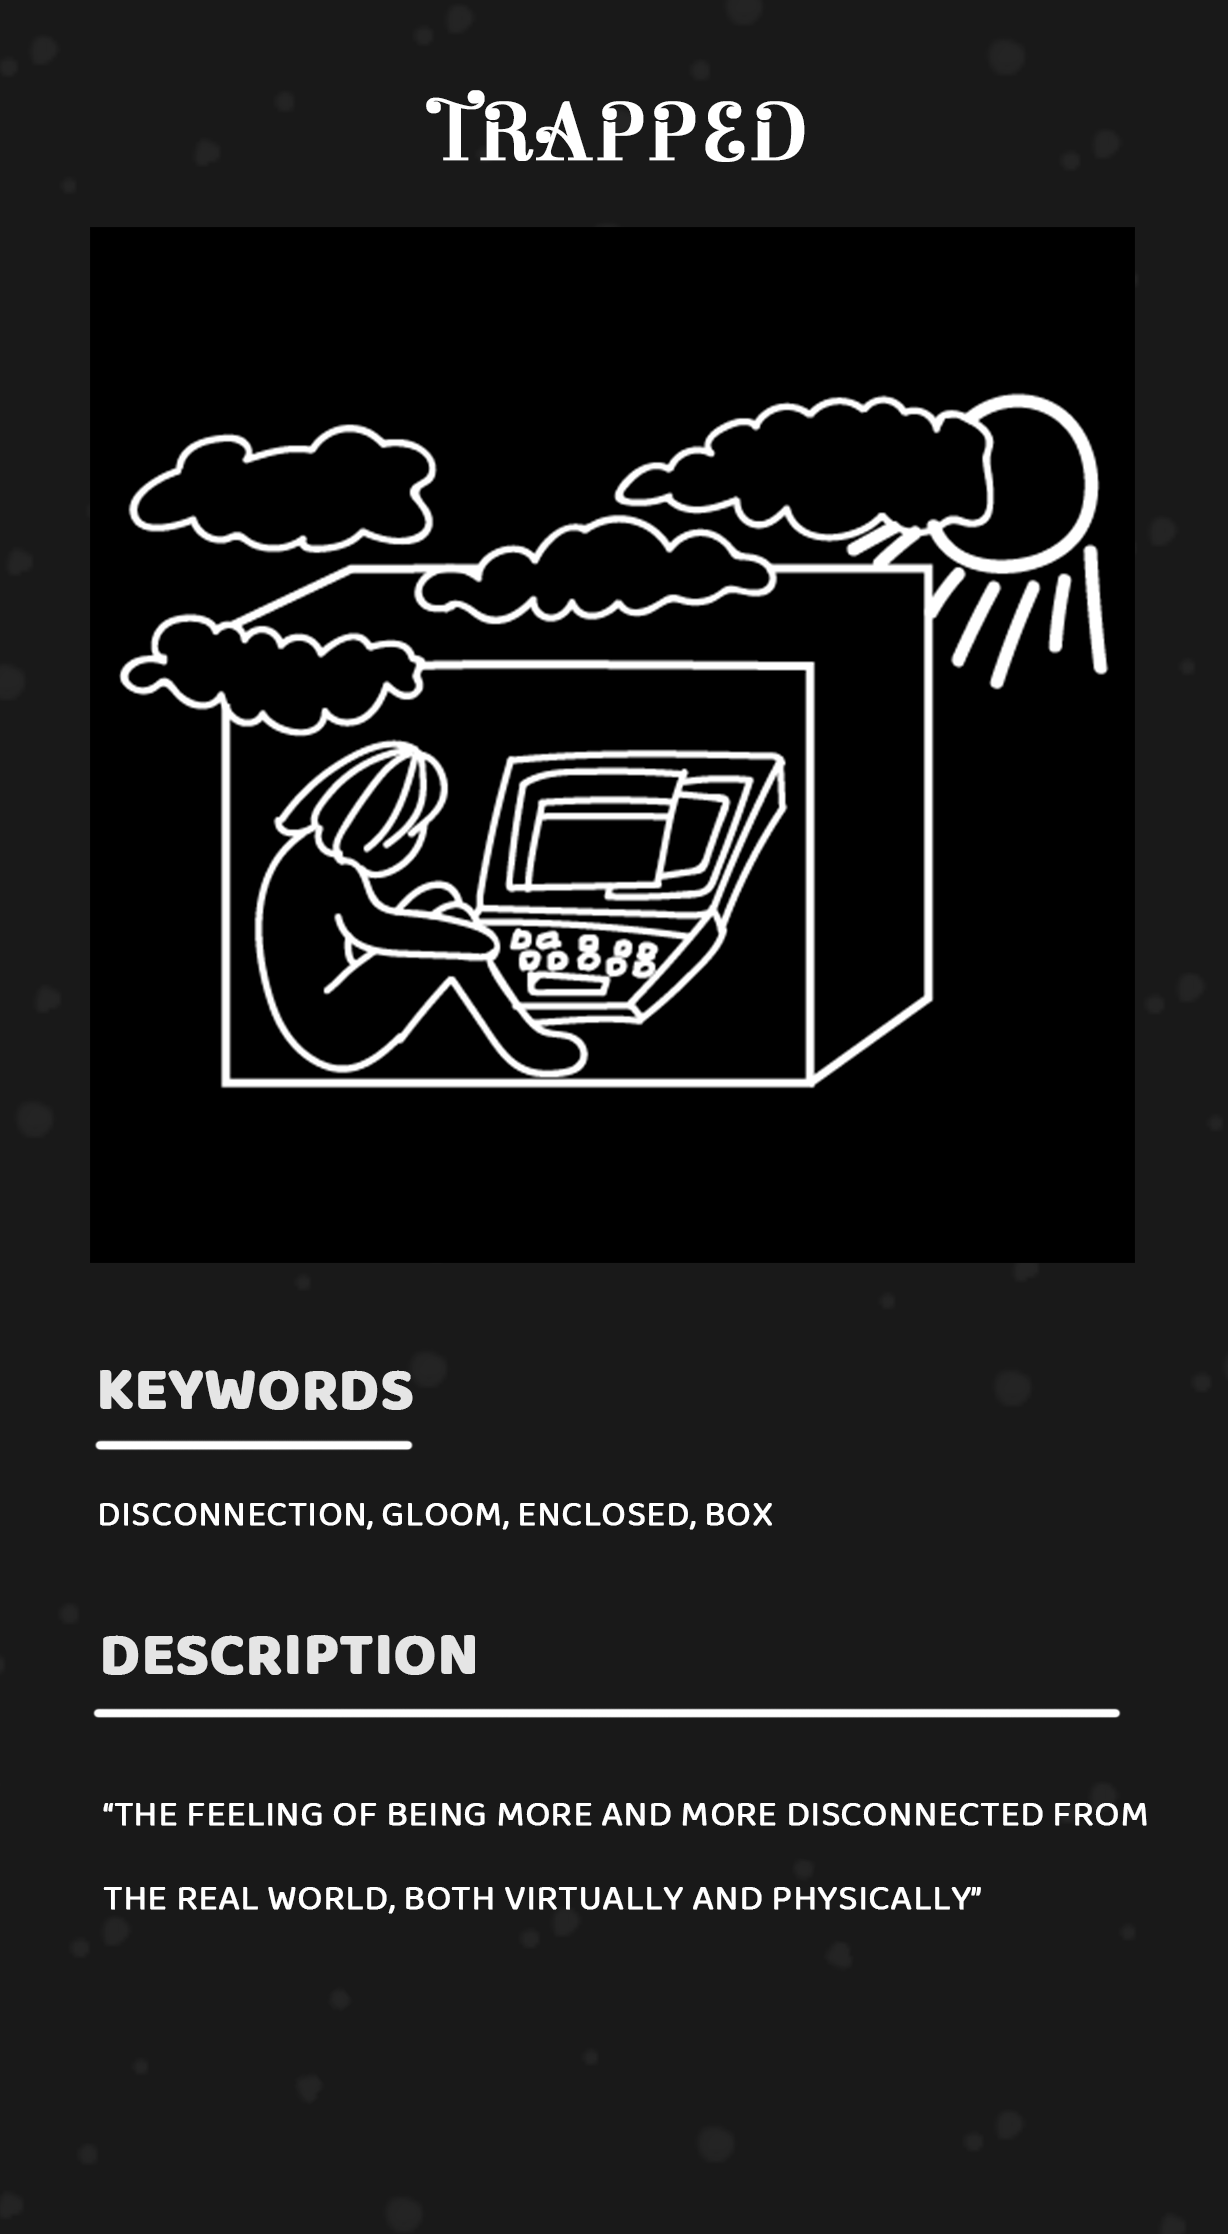 TRAPPED
KEYWORDS
DISCONNECTION, GLOOM, ENCLOSED, BOX
DESCRIPTION
“THE FEELING OF BEING MORE AND MORE DISCONNECTED FROM
THE REAL WORLD, BOTH VIRTUALLY AND PHYSICALLY”